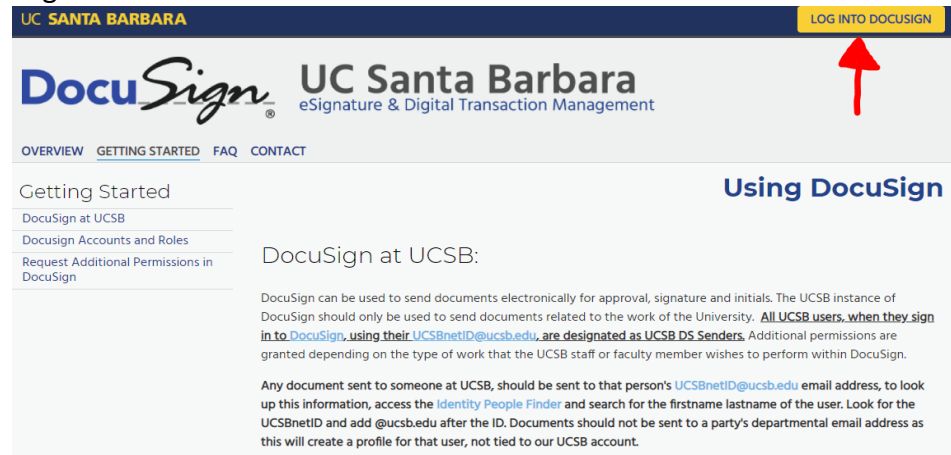 UC SANTA BARBARA
LOG INTO DOCUSIGN
DocuSign®
UC Santa Barbara
eSignature & Digital Transaction Management
OVERVIEW GETTING STARTED FAQ CONTACT
Getting Started
DocuSign at UCSB
Docusign Accounts and Roles
Request Additional Permissions in
DocuSign
Using DocuSign
DocuSign at UCSB:
DocuSign can be used to send documents electronically for approval, signature and initials. The UCSB instance of
DocuSign should only be used to send documents related to the work of the University. All UCSB users, when they sign
in to DocuSign, using their UCSBnetID@ucsb.edu, are designated as UCSB DS Senders. Additional permissions are
granted depending on the type of work that the UCSB staff or faculty member wishes to perform within DocuSign.
Any document sent to someone at UCSB, should be sent to that person's UCSBnetID@ucsb.edu email address, to look
up this information, access the Identity People Finder and search for the firstname lastname of the user. Look for the
UCSBnetID and add @ucsb.edu after the ID. Documents should not be sent to a party's departmental email address as
this will create a profile for that user, not tied to our UCSB account.